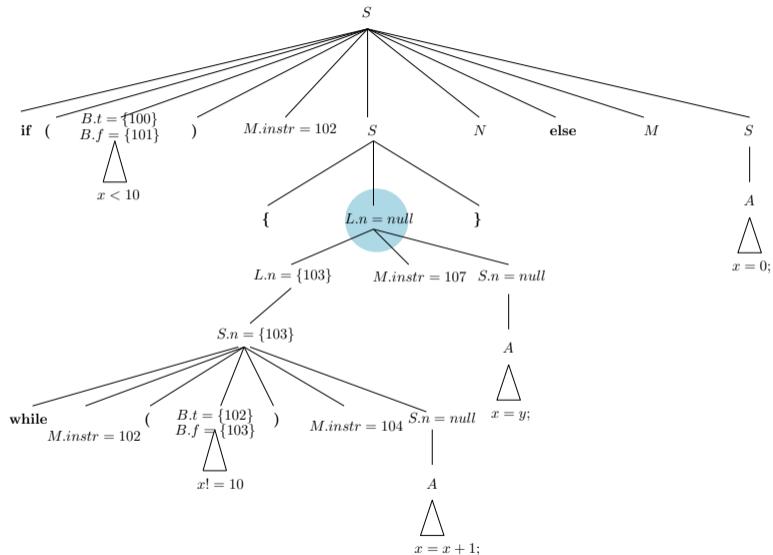 S
if ( B.t = {100} ) M.instr = 102 S N else M S
B.f = {101}
x < 10
A
{ L.n = null }
x = 0;
L.n = {103} M.instr = 107 S.n = null
S.n = {103}
A
while M.instr = 102 ( B.t = {102} ) M.instr = 104 S.n = null
B.f = {103}
x = y;
x! = 10
A
x = x + 1;